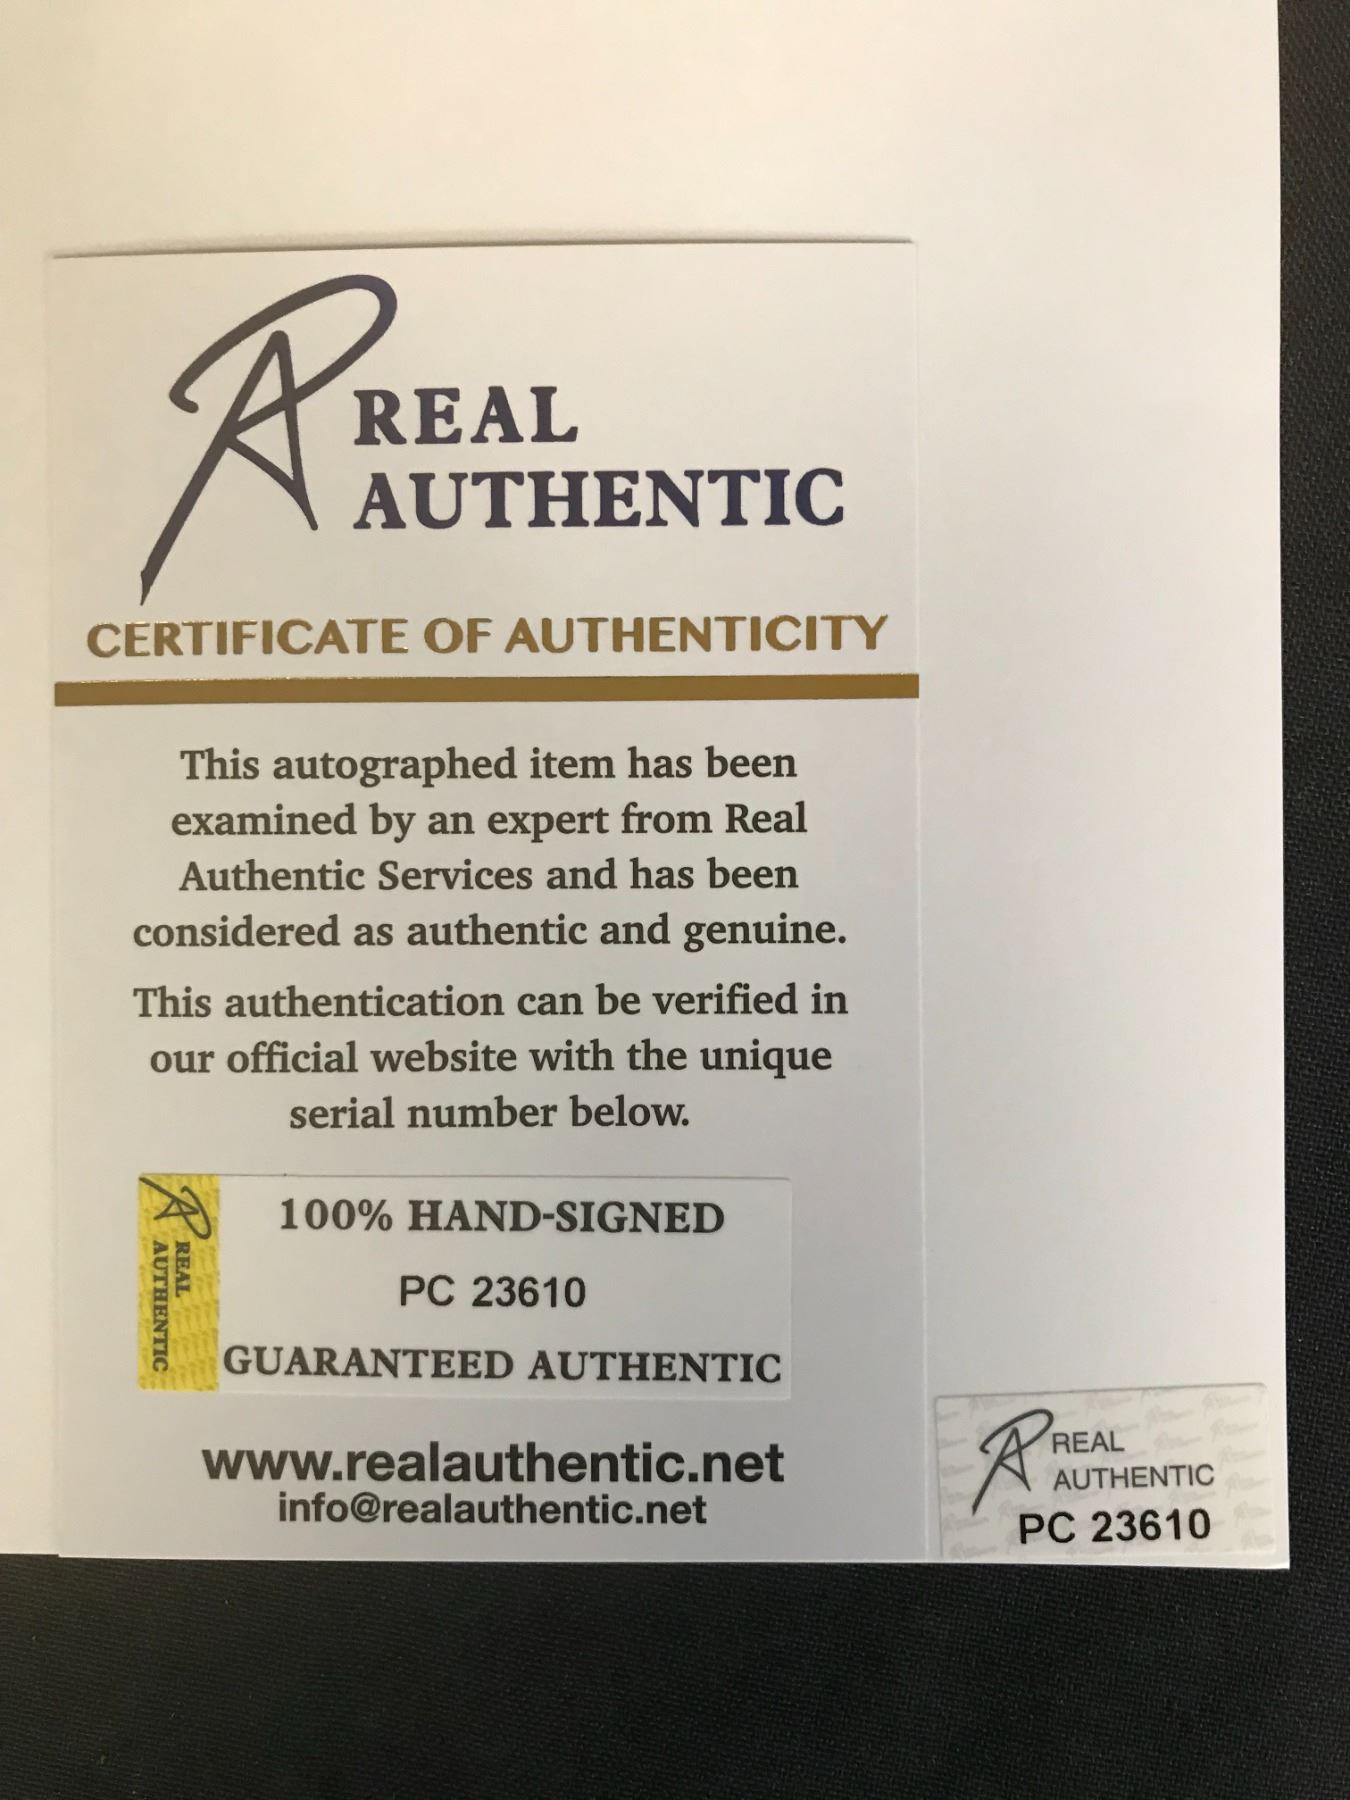 REAL
AUTHENTIC
CERTIFICATE OF AUTHENTICITY
This autographed item has been
examined by an expert from Real
Authentic Services and has been
considered as authentic and genuine.
This authentication can be verified in
our official website with the unique
serial number below.
REAL
AUTHENTIC
100% HAND-SIGNED
PC 23610
GUARANTEED AUTHENTIC
www.realauthentic.net
info@realauthentic.net
REAL
AUTHENTIC
PC 23610